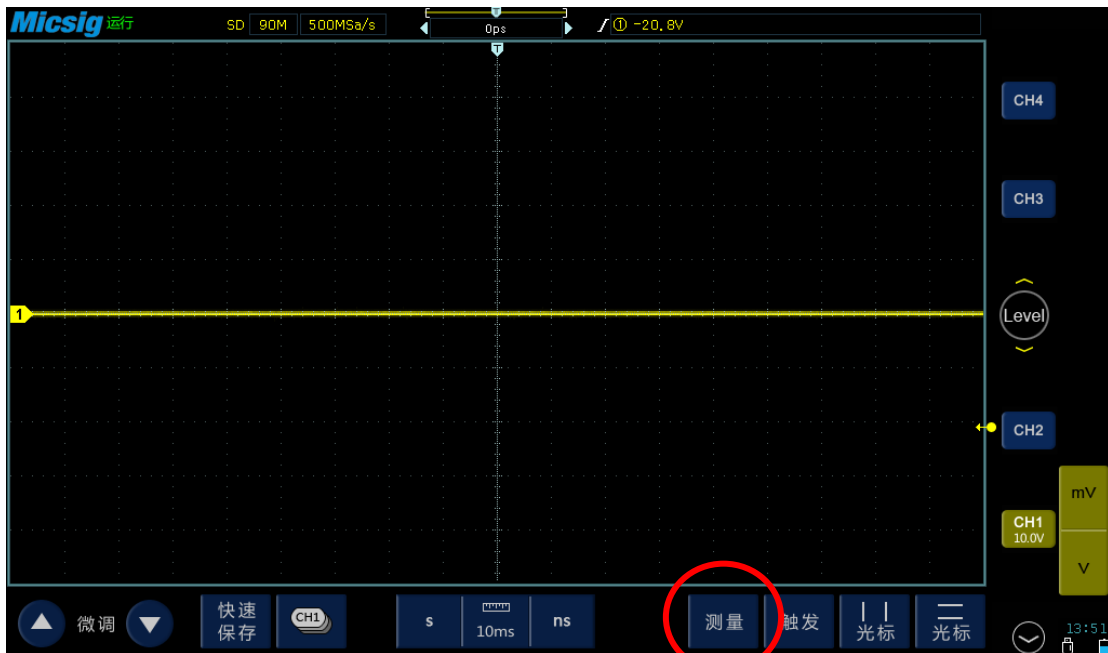 Micsig 运行 SD 90M 500MSa/s 0ps ① -20.8V
T
T
CH4
CH3
1
Level
CH2
mV
CH1
10.0V
V
微调 快速 保存 CH1 s 10ms ns 测量 触发 光标 光标
13:51